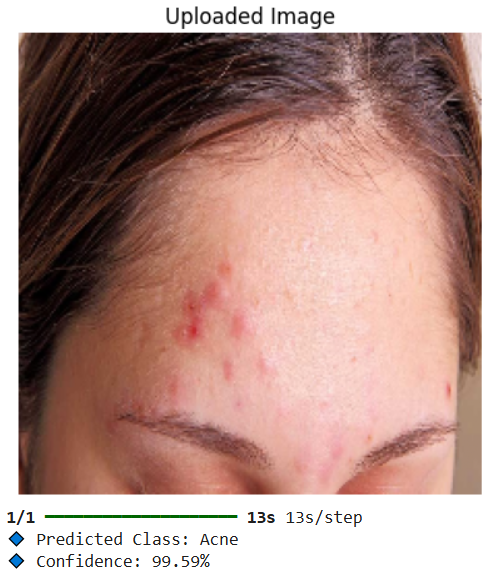 Uploaded Image
1/1 ━━━━━━━━━━━━━━━━━━━━ 13s 13s/step
🔹 Predicted Class: Acne
🔹 Confidence: 99.59%